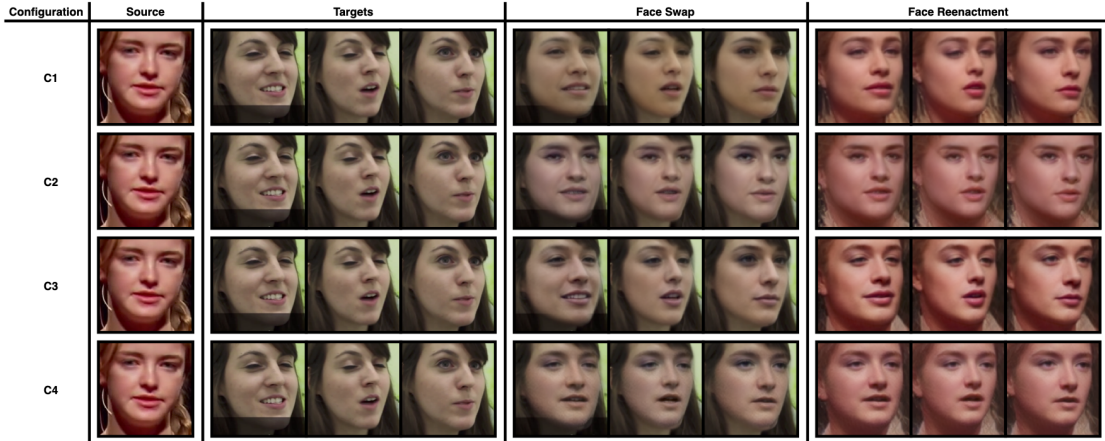 Configuration Source Targets Face Swap Face Reenactment
C1
C2
C3
C4